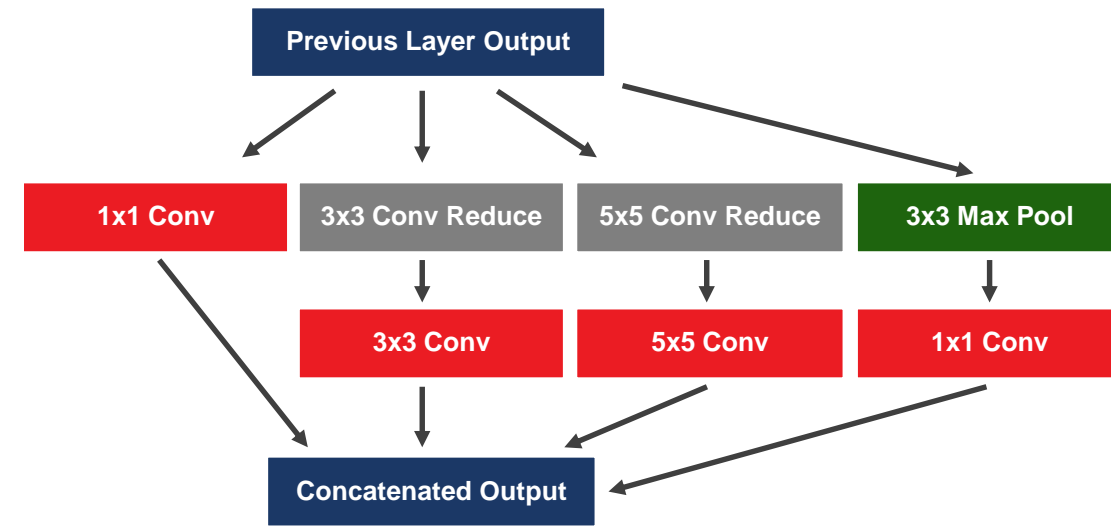 Previous Layer Output
1x1 Conv
3x3 Conv Reduce
5x5 Conv Reduce
3x3 Max Pool
3x3 Conv
5x5 Conv
1x1 Conv
Concatenated Output